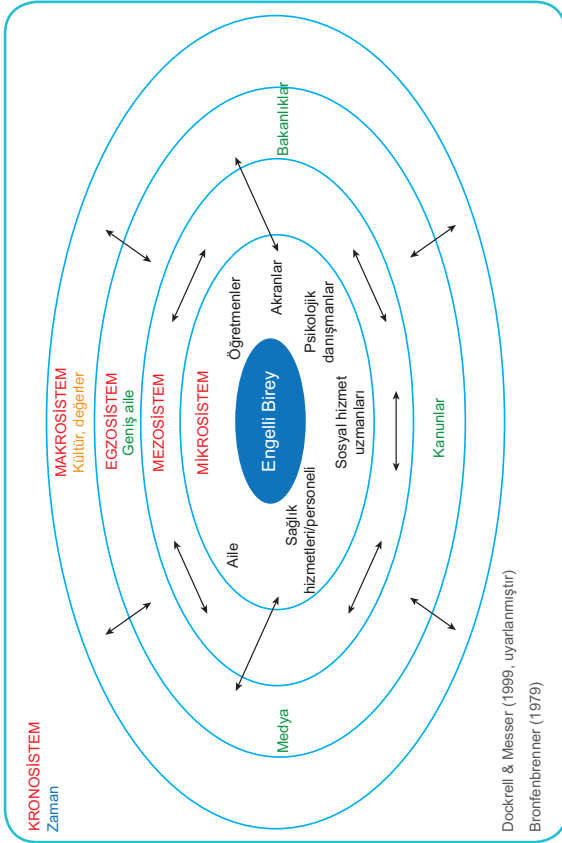 KRONOSİSTEM
Zaman
MAKROSİSTEM
Kültür, değerler
EGZOSİSTEM
Geniş aile
MEZOSİSTEM
MİKROSİSTEM
Aile
Öğretmenler
Engelli Birey
Akranlar
Sağlık
hizmetleri/personeli
Psikolojik
danışmanlar
Sosyal hizmet
uzmanları
Medya
Bakanlıklar
Kanunlar
Dockrell & Messer (1999, uyarlanmıştır)
Bronfenbrenner (1979)